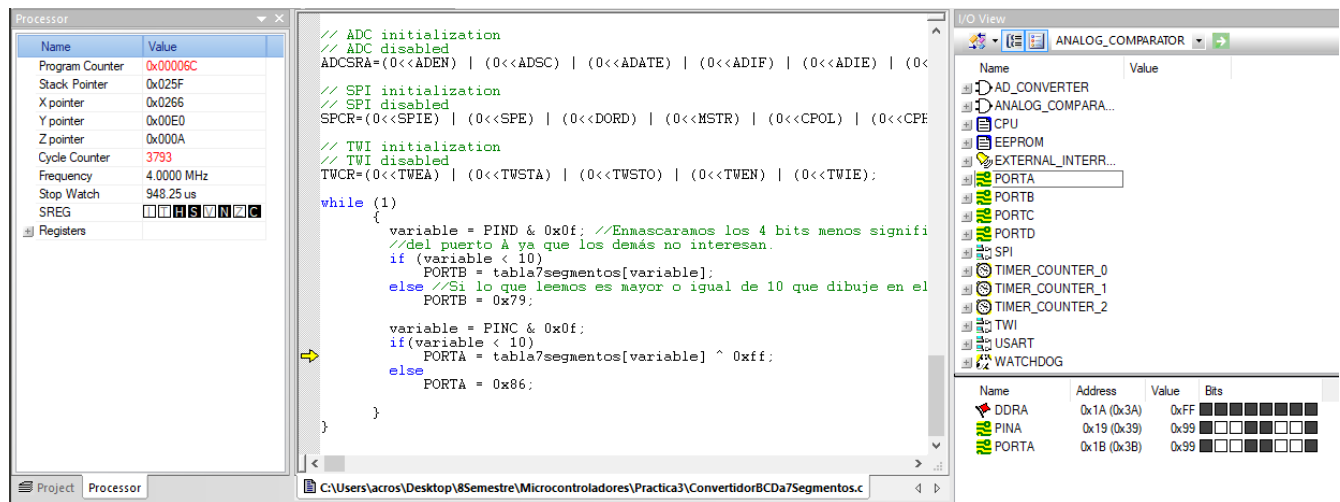 Processor
Name Value
Program Counter 0x00006C
Stack Pointer 0x025F
X pointer 0x0266
Y pointer 0x00E0
Z pointer 0x000A
Cycle Counter 3793
Frequency 4.0000 MHz
Stop Watch 948.25 us
SREG I T H S V N Z C
Registers
Project Processor
// ADC initialization
// ADC disabled
ADCSRA=(0<<ADEN) | (0<<ADSC) | (0<<ADATE) | (0<<ADIF) | (0<<ADIE) | (0<
// SPI initialization
// SPI disabled
SPCR=(0<<SPIE) | (0<<SPE) | (0<<DORD) | (0<<MSTR) | (0<<CPOL) | (0<<CPH
// TWI initialization
// TWI disabled
TWCR=(0<<TWEA) | (0<<TWSTA) | (0<<TWSTO) | (0<<TWEN) | (0<<TWIE);
while (1)
{
variable = PIND & 0x0f; //Enmascaramos los 4 bits menos signifi
//del puerto A ya que los demás no interesan.
if (variable < 10)
PORTB = tabla7segmentos[variable];
else //Si lo que leemos es mayor o igual de 10 que dibuje en el
PORTB = 0x79;
variable = PINC & 0x0f;
if(variable < 10)
PORTA = tabla7segmentos[variable] ^ 0xff;
else
PORTA = 0x86;
}
}
C:\Users\acros\Desktop\8Semestre\Microcontroladores\Practica3\ConvertidorBCDa7Segmentos.c
I/O View
ANALOG_COMPARATOR
Name Value
AD_CONVERTER
ANALOG_COMPARA...
CPU
EEPROM
EXTERNAL_INTERR...
PORTA
PORTB
PORTC
PORTD
SPI
TIMER_COUNTER_0
TIMER_COUNTER_1
TIMER_COUNTER_2
TWI
USART
WATCHDOG
Name Address Value Bits
DDRA 0x1A (0x3A) 0xFF
PINA 0x19 (0x39) 0x99
PORTA 0x1B (0x3B) 0x99